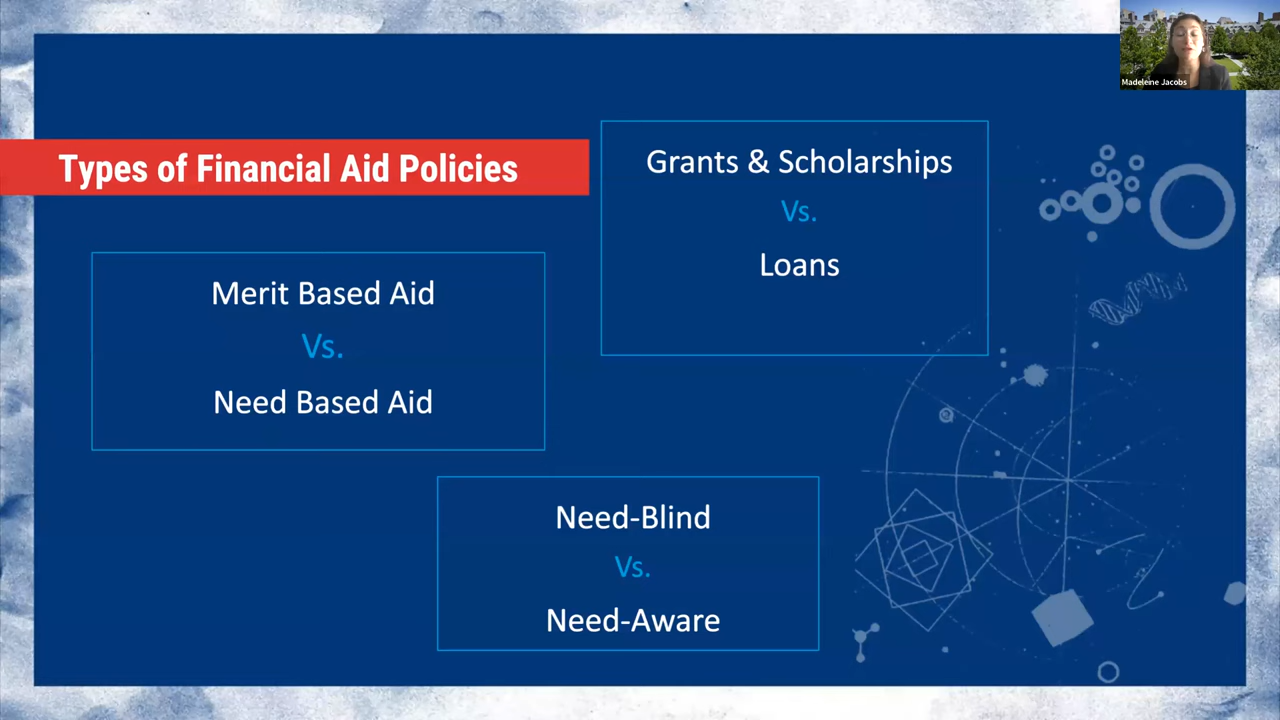 Madeleine Jacobs
Types of Financial Aid Policies
Grants & Scholarships
Vs.
Loans
Merit Based Aid
Vs.
Need Based Aid
Need-Blind
Vs.
Need-Aware